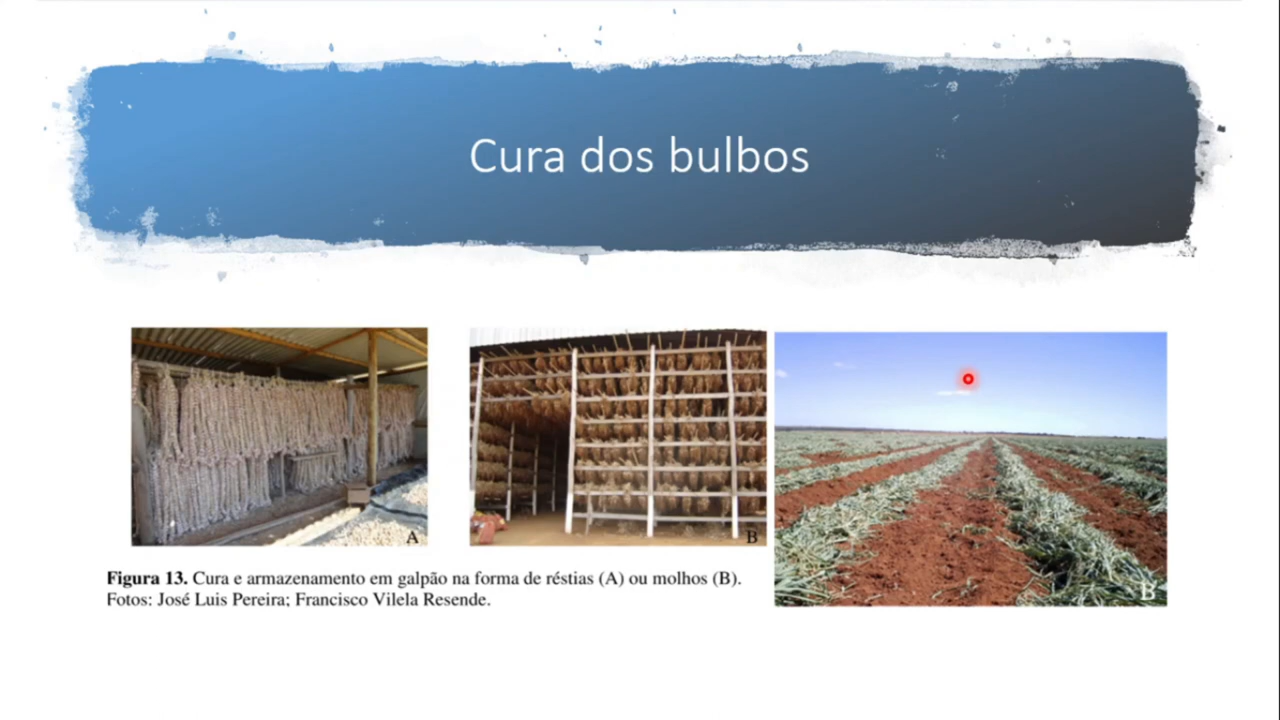 Cura dos bulbos
A
B
B
Figura 13. Cura e armazenamento em galpão na forma de réstias (A) ou molhos (B).
Fotos: José Luis Pereira; Francisco Vilela Resende.